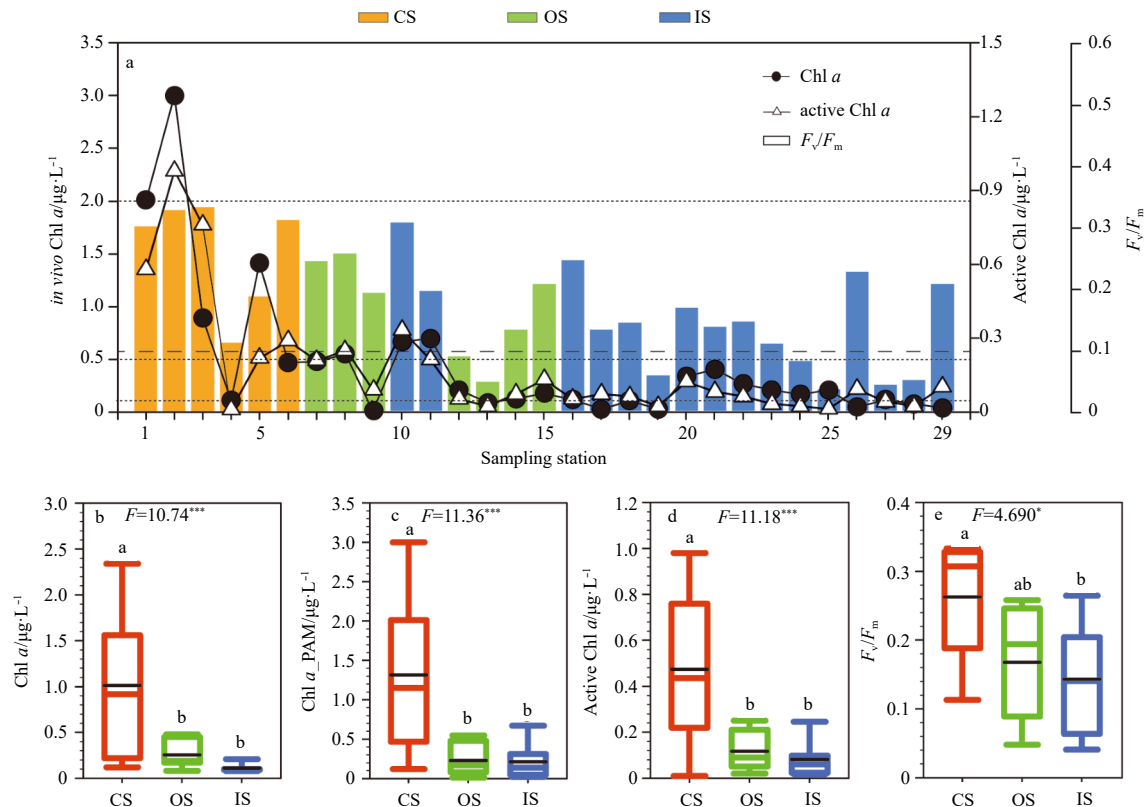 CS OS IS
a
Chl a
active Chl a
Fv/Fm
in vivo Chl a/μg·L⁻¹
3.5
3.0
2.5
2.0
1.5
1.0
0.5
0
1 5 10 15 20 25 29
Sampling station
1.5
1.2
0.9
0.6
0.3
0
Active Chl a/μg·L⁻¹
0.6
0.5
0.4
0.3
0.2
0.1
0
Fv/Fm
b F=10.74***
Chl a/μg·L⁻¹
3.0
2.5
2.0
1.5
1.0
0.5
0
a
b
b
CS OS IS
c F=11.36***
Chl a_PAM/μg·L⁻¹
3.5
3.0
2.5
2.0
1.5
1.0
0.5
0
a
b
b
CS OS IS
d F=11.18***
Active Chl a/μg·L⁻¹
1.2
1.0
0.8
0.6
0.4
0.2
0
a
b
b
CS OS IS
e F=4.690*
Fv/Fm
0.4
0.3
0.2
0.1
0
a
ab
b
CS OS IS